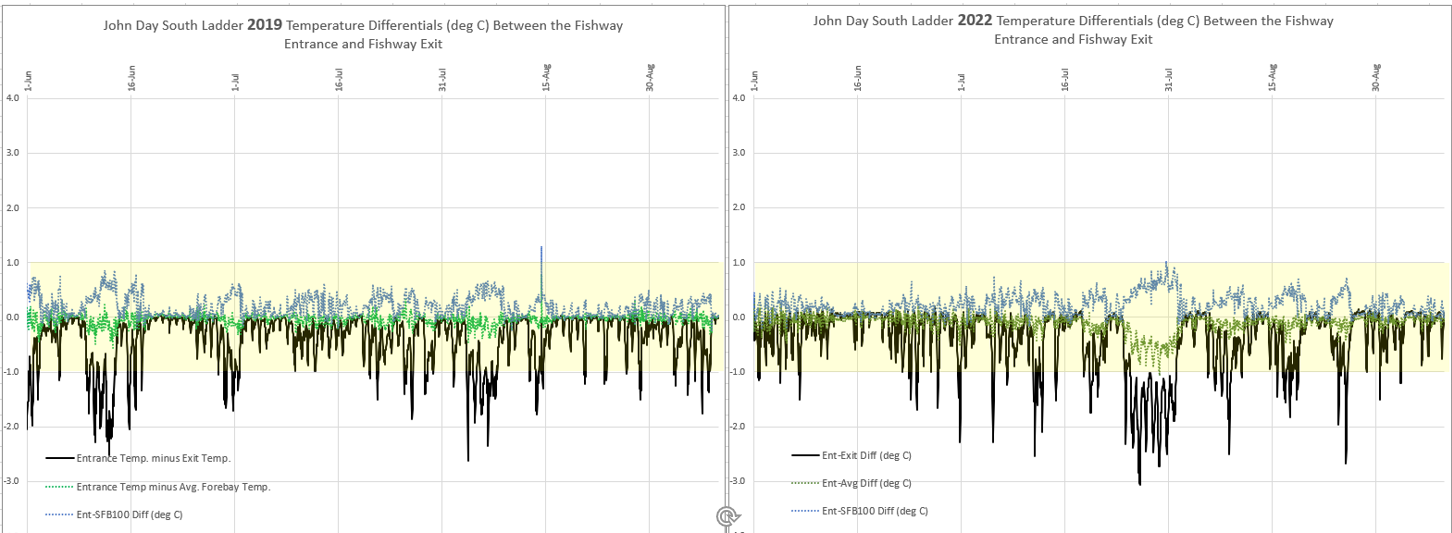 John Day South Ladder 2019 Temperature Differentials (deg C) Between the Fishway
Entrance and Fishway Exit
1-Jun
16-Jun
1-Jul
16-Jul
31-Jul
15-Aug
30-Aug
4.0
3.0
2.0
1.0
0.0
-1.0
-2.0
-3.0
Entrance Temp. minus Exit Temp.
Entrance Temp minus Avg. Forebay Temp.
Ent-SFB100 Diff (deg C)
John Day South Ladder 2022 Temperature Differentials (deg C) Between the Fishway
Entrance and Fishway Exit
1-Jun
16-Jun
1-Jul
16-Jul
31-Jul
15-Aug
30-Aug
4.0
3.0
2.0
1.0
0.0
-1.0
-2.0
-3.0
Ent-Exit Diff (deg C)
Ent-Avg Diff (deg C)
Ent-SFB100 Diff (deg C)